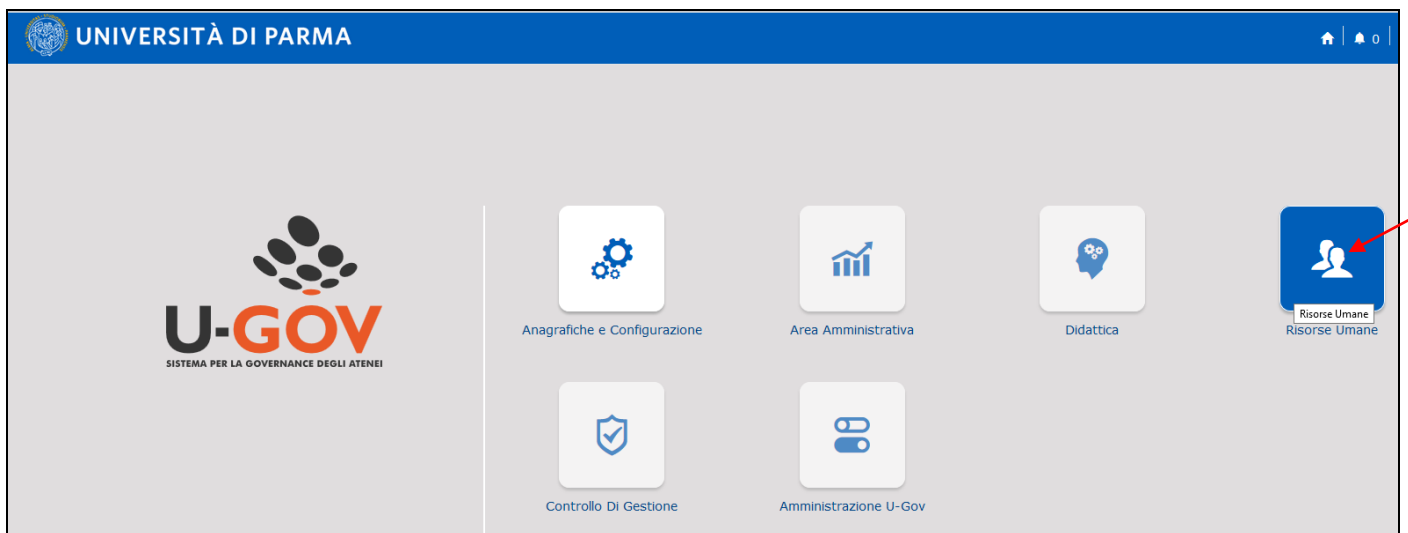 UNIVERSITÀ DI PARMA
0
U-GOV
SISTEMA PER LA GOVERNANCE DEGLI ATENEI
Anagrafiche e Configurazione
Area Amministrativa
Didattica
Risorse Umane
Risorse Umane
Controllo Di Gestione
Amministrazione U-Gov